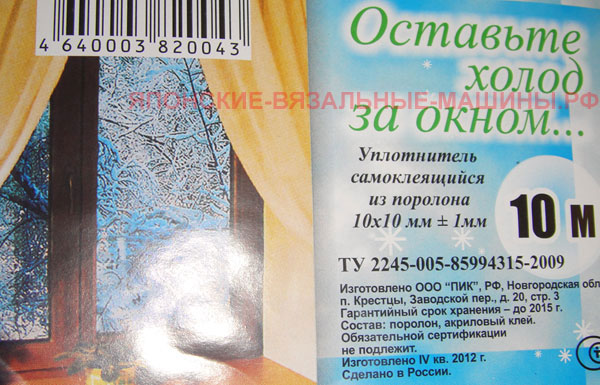 4 640003 820043
Оставьте
холод
за окном...
ЯПОНСКИЕ-ВЯЗАЛЬНЫЕ-МАШИНЫ.РФ
Уплотнитель
самоклеящийся
из поролона
10х10 мм ± 1мм
10 м
ТУ 2245-005-85994315-2009
Изготовлено ООО "ПИК", РФ, Новгородская обл
п. Крестцы, Заводской пер., д. 20, стр. 3
Гарантийный срок хранения – до 2015 г.
Состав: поролон, акриловый клей.
Обязательной сертификации
не подлежит.
Изготовлено IV кв. 2012 г.
Сделано в России.